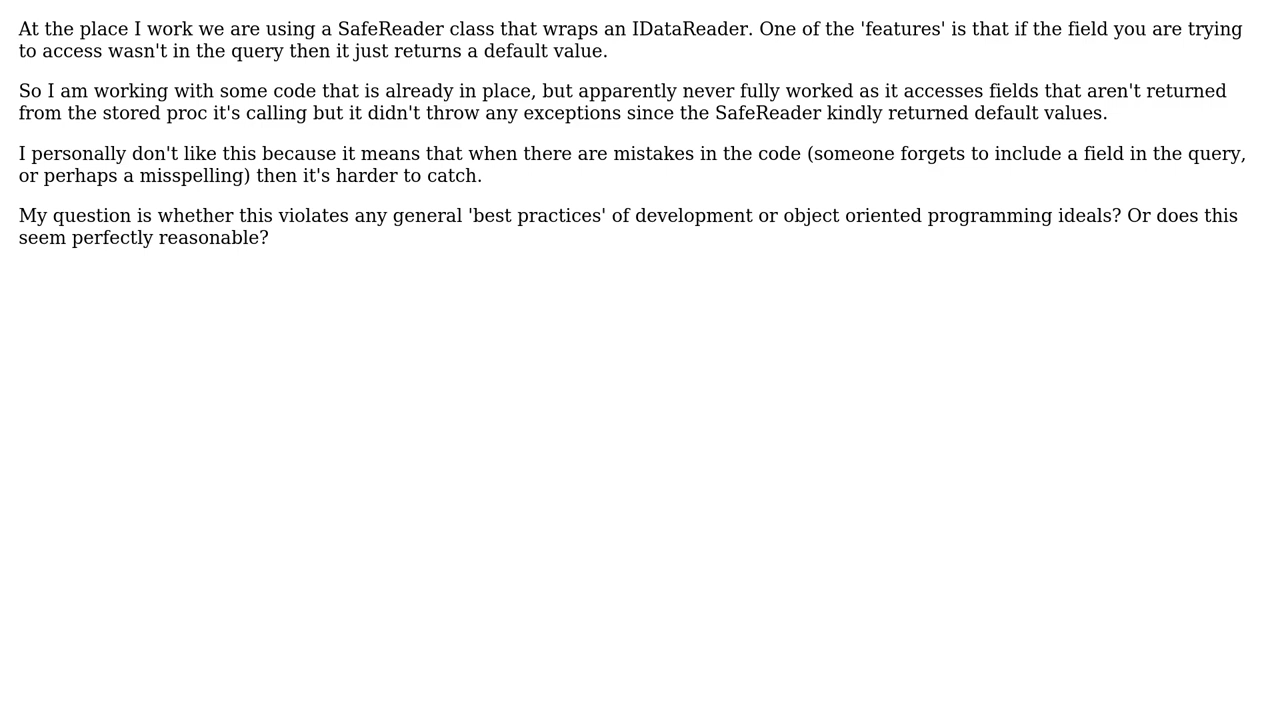 At the place I work we are using a SafeReader class that wraps an IDataReader. One of the 'features' is that if the field you are trying
to access wasn't in the query then it just returns a default value.
So I am working with some code that is already in place, but apparently never fully worked as it accesses fields that aren't returned
from the stored proc it's calling but it didn't throw any exceptions since the SafeReader kindly returned default values.
I personally don't like this because it means that when there are mistakes in the code (someone forgets to include a field in the query,
or perhaps a misspelling) then it's harder to catch.
My question is whether this violates any general 'best practices' of development or object oriented programming ideals? Or does this
seem perfectly reasonable?